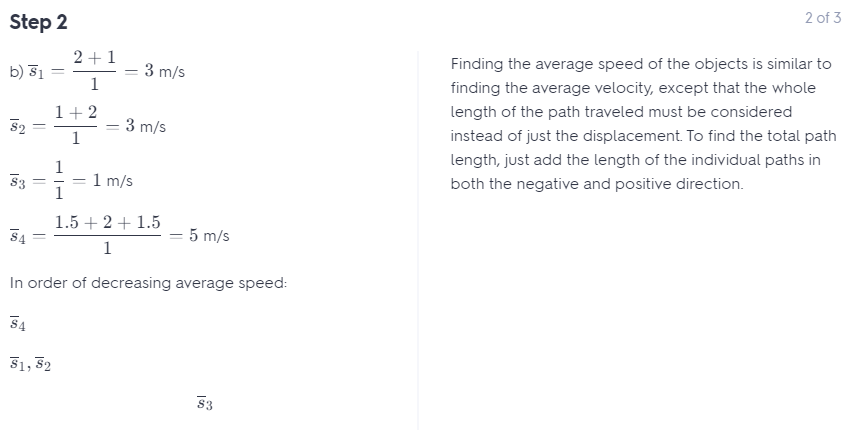 Step 2
2 of 3
b) s̅₁ = (2 + 1)/1 = 3 m/s
s̅₂ = (1 + 2)/1 = 3 m/s
s̅₃ = 1/1 = 1 m/s
s̅₄ = (1.5 + 2 + 1.5)/1 = 5 m/s
In order of decreasing average speed:
s̅₄
s̅₁, s̅₂
s̅₃
Finding the average speed of the objects is similar to
finding the average velocity, except that the whole
length of the path traveled must be considered
instead of just the displacement. To find the total path
length, just add the length of the individual paths in
both the negative and positive direction.